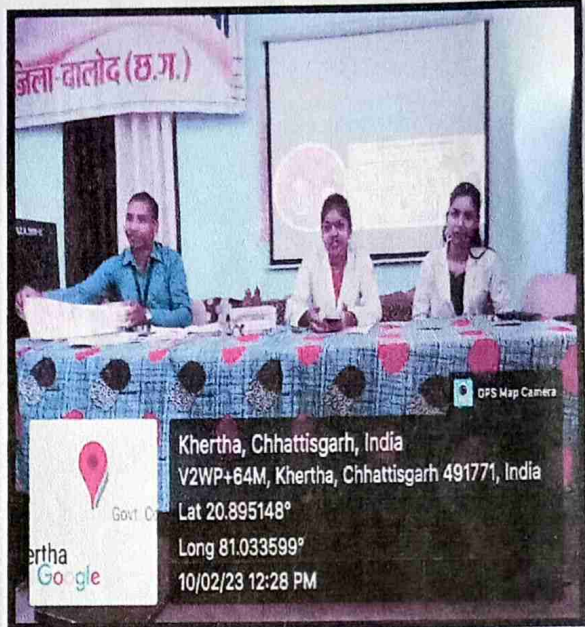 जिला-बालोद (छ.ग.)
GPS Map Camera
Khertha, Chhattisgarh, India
V2WP+64M, Khertha, Chhattisgarh 491771, India
Lat 20.895148°
Long 81.033599°
10/02/23 12:28 PM
Govt Co
ertha
Google